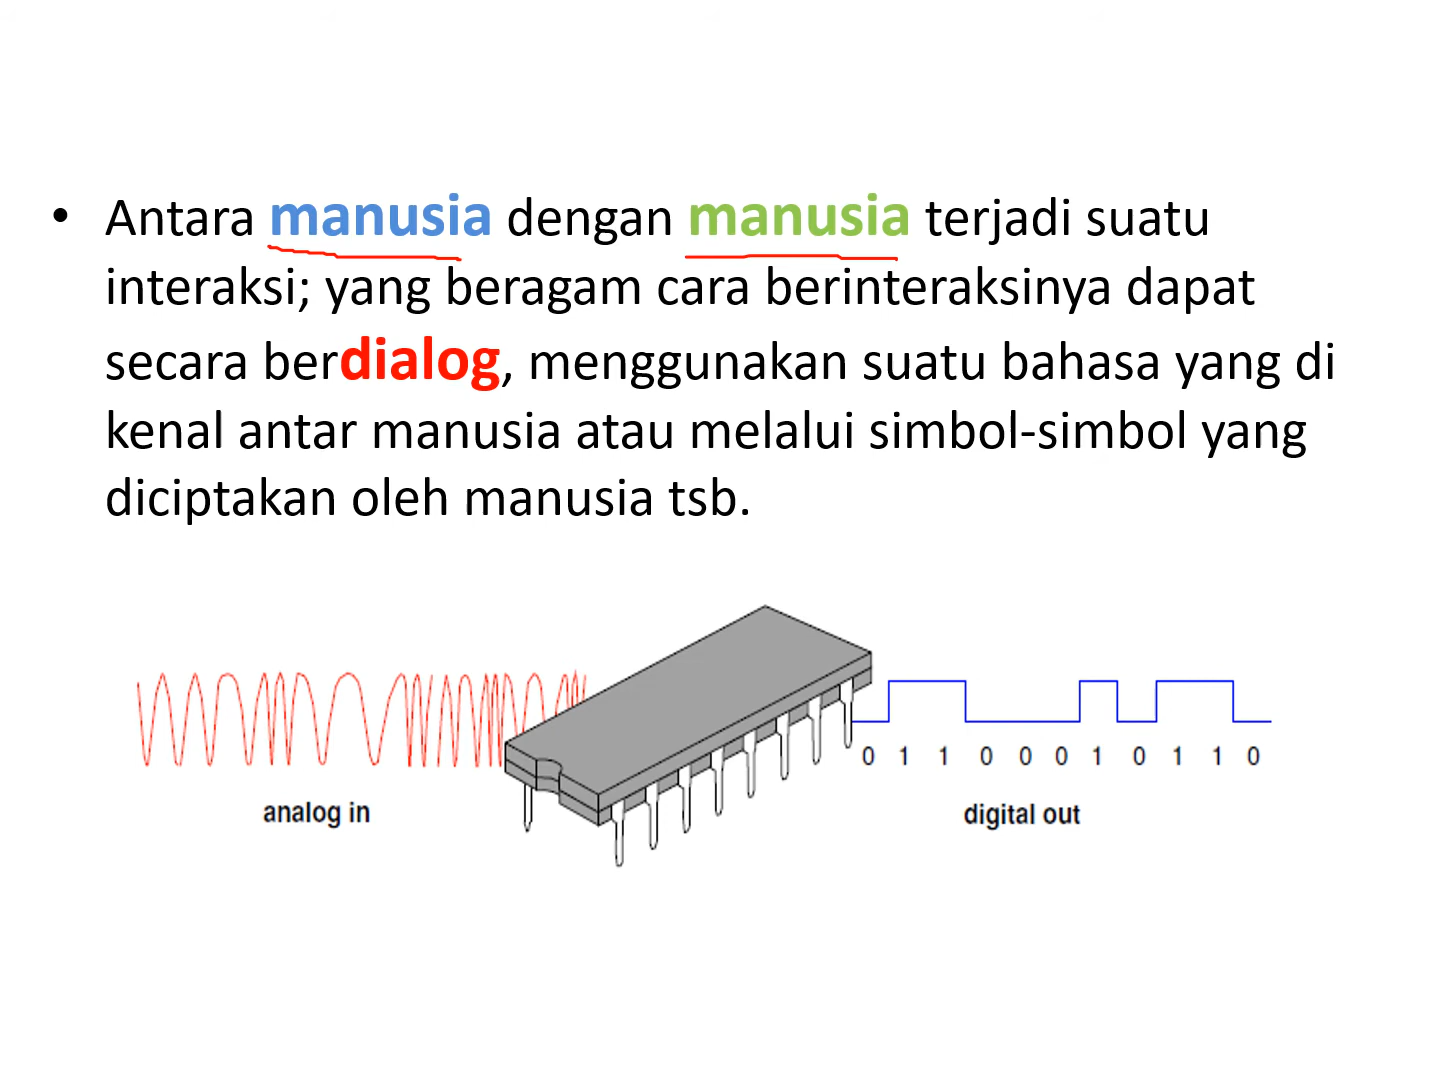 • Antara manusia dengan manusia terjadi suatu
interaksi; yang beragam cara berinteraksinya dapat
secara berdialog, menggunakan suatu bahasa yang di
kenal antar manusia atau melalui simbol-simbol yang
diciptakan oleh manusia tsb.
0 1 1 0 0 0 1 0 1 1 0
analog in
digital out